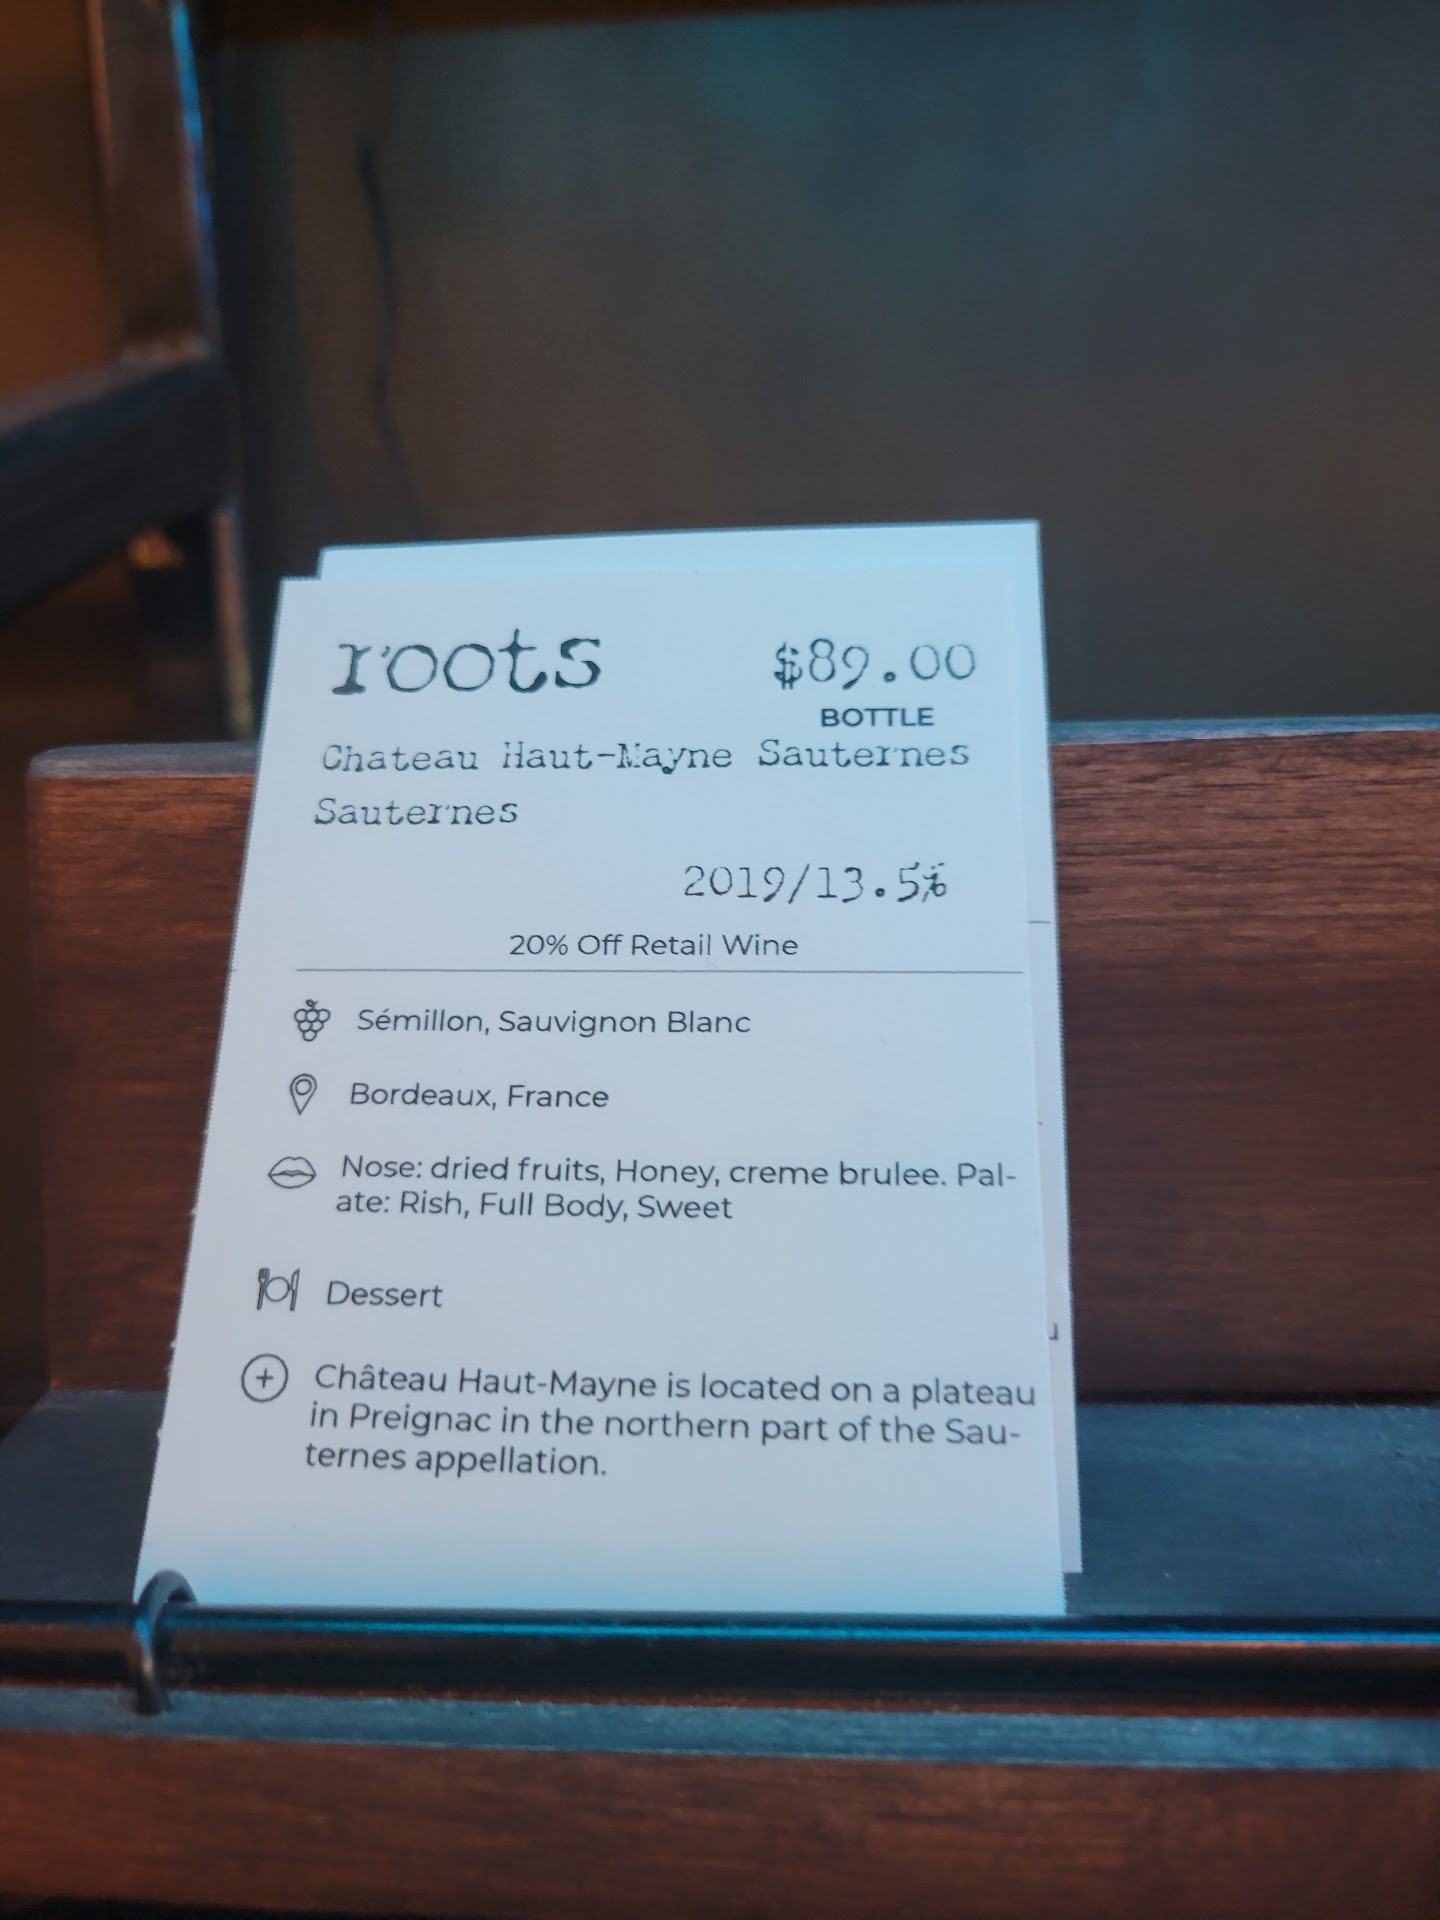 roots
$89.00
BOTTLE
Chateau Haut-Mayne Sauternes
Sauternes
2019/13.5%
20% Off Retail Wine
Sémillon, Sauvignon Blanc
Bordeaux, France
Nose: dried fruits, Honey, creme brulee. Pal-
ate: Rish, Full Body, Sweet
Dessert
Château Haut-Mayne is located on a plateau
in Preignac in the northern part of the Sau-
ternes appellation.